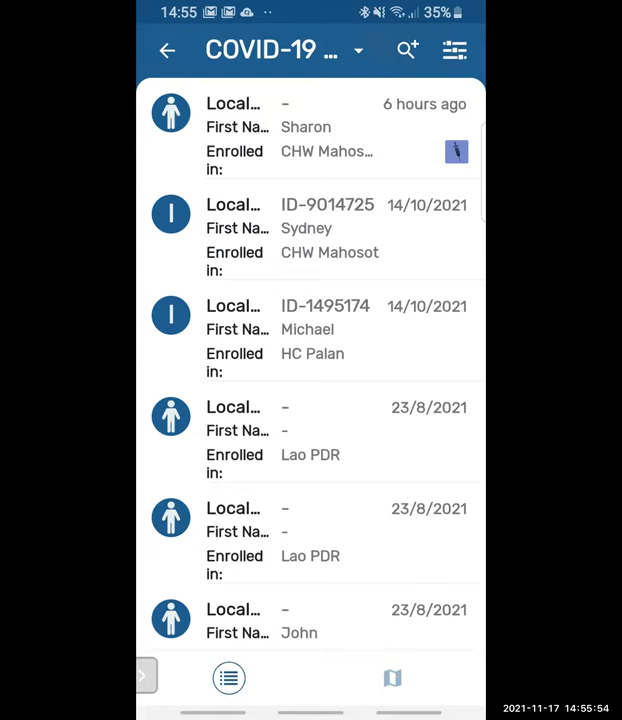 14:55 35%
COVID-19 ...
Local... – 6 hours ago
First Na... Sharon
Enrolled in: CHW Mahos...
Local... ID-9014725 14/10/2021
First Na... Sydney
Enrolled in: CHW Mahosot
Local... ID-1495174 14/10/2021
First Na... Michael
Enrolled in: HC Palan
Local... – 23/8/2021
First Na... -
Enrolled in: Lao PDR
Local... – 23/8/2021
First Na... -
Enrolled in: Lao PDR
Local... – 23/8/2021
First Na... John
2021-11-17 14:55:54